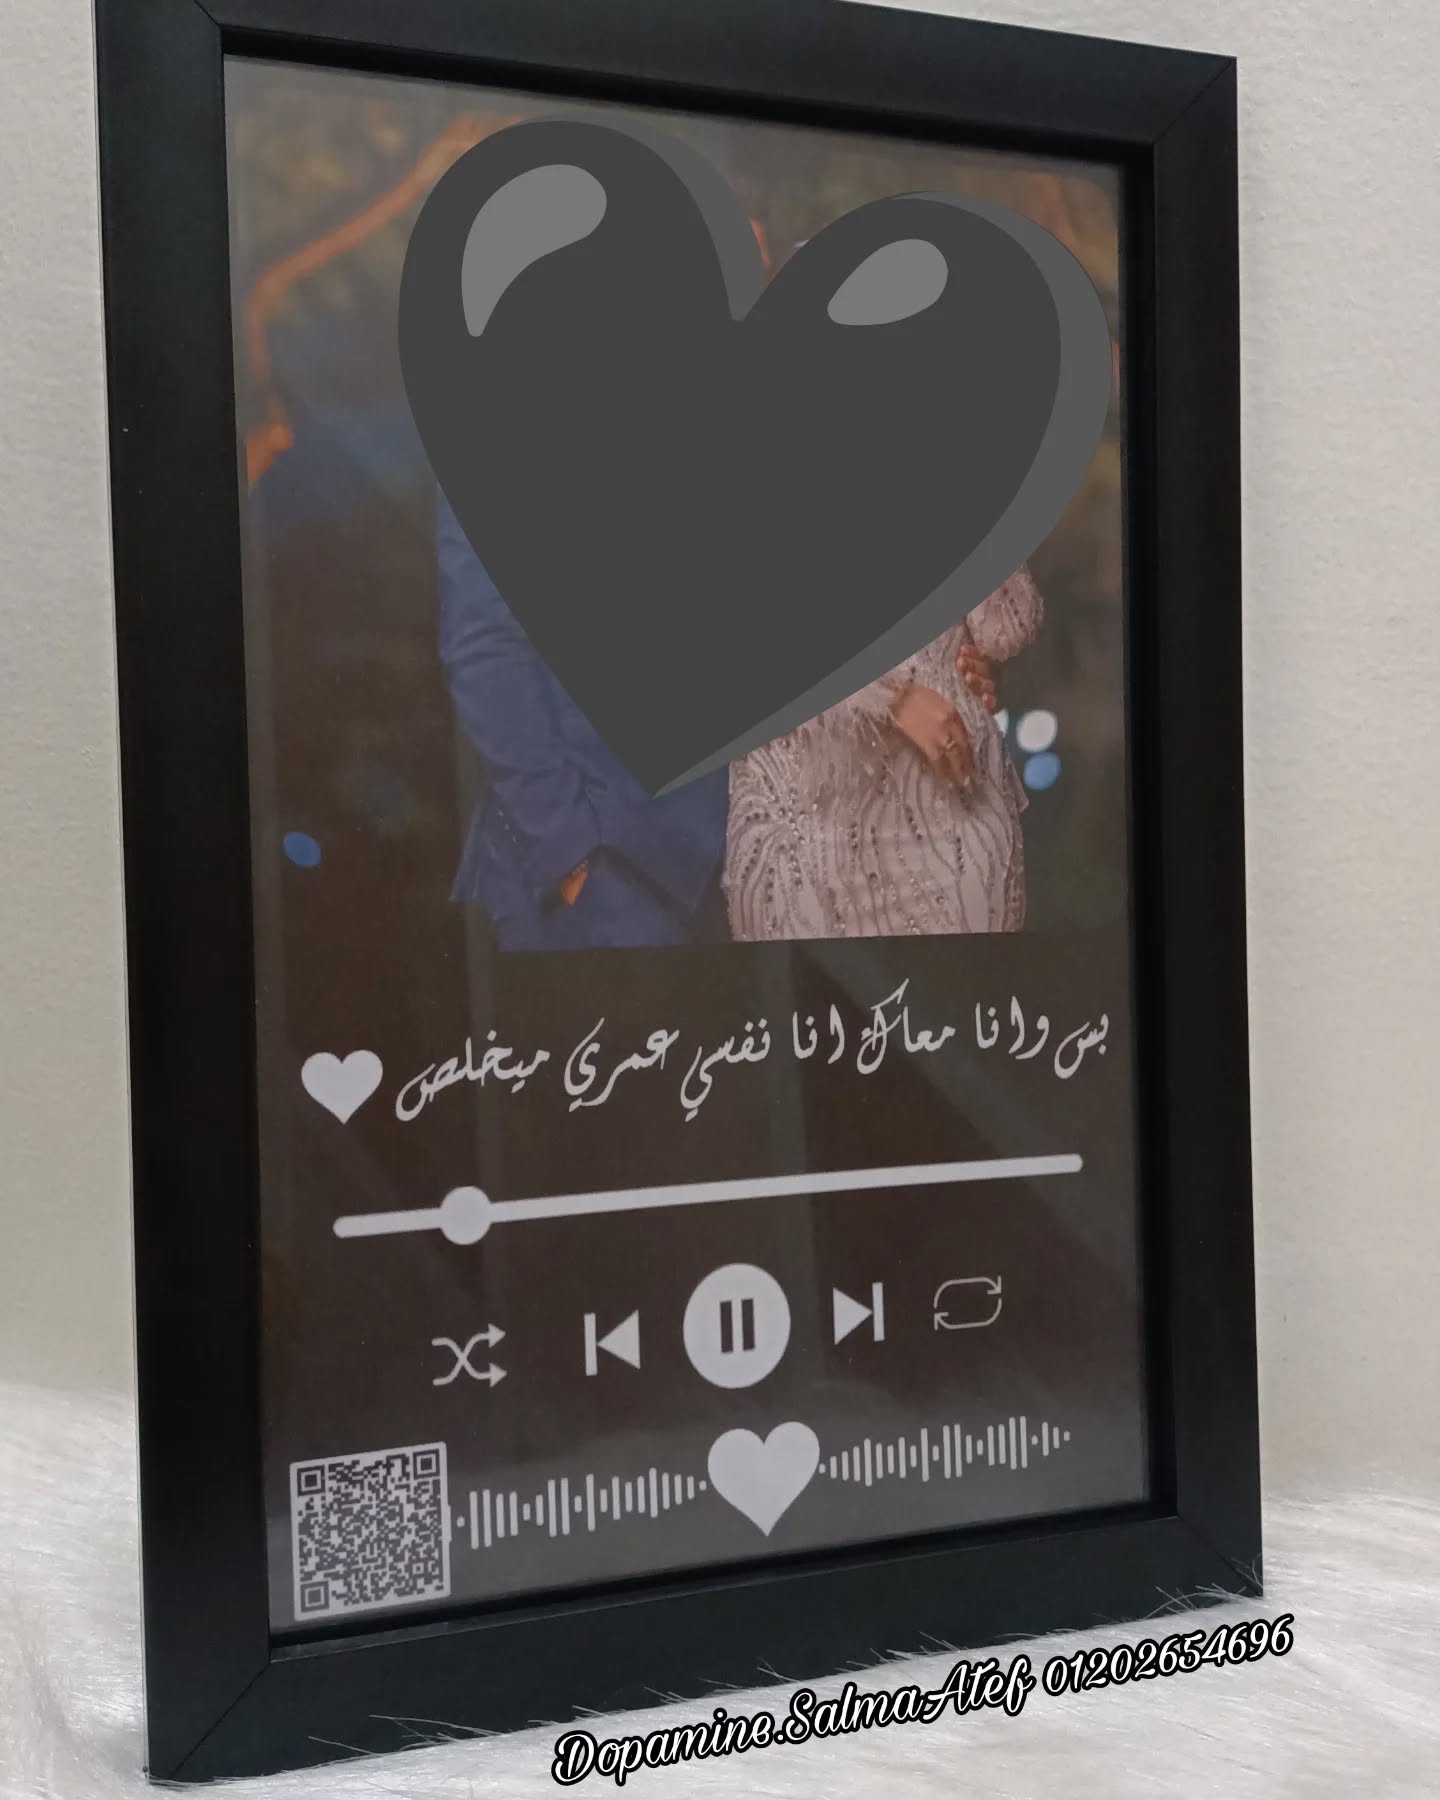 بس وانا معاك انا نفسي عمري ميخلص
Dopamine.SalmaAtef 01202654696